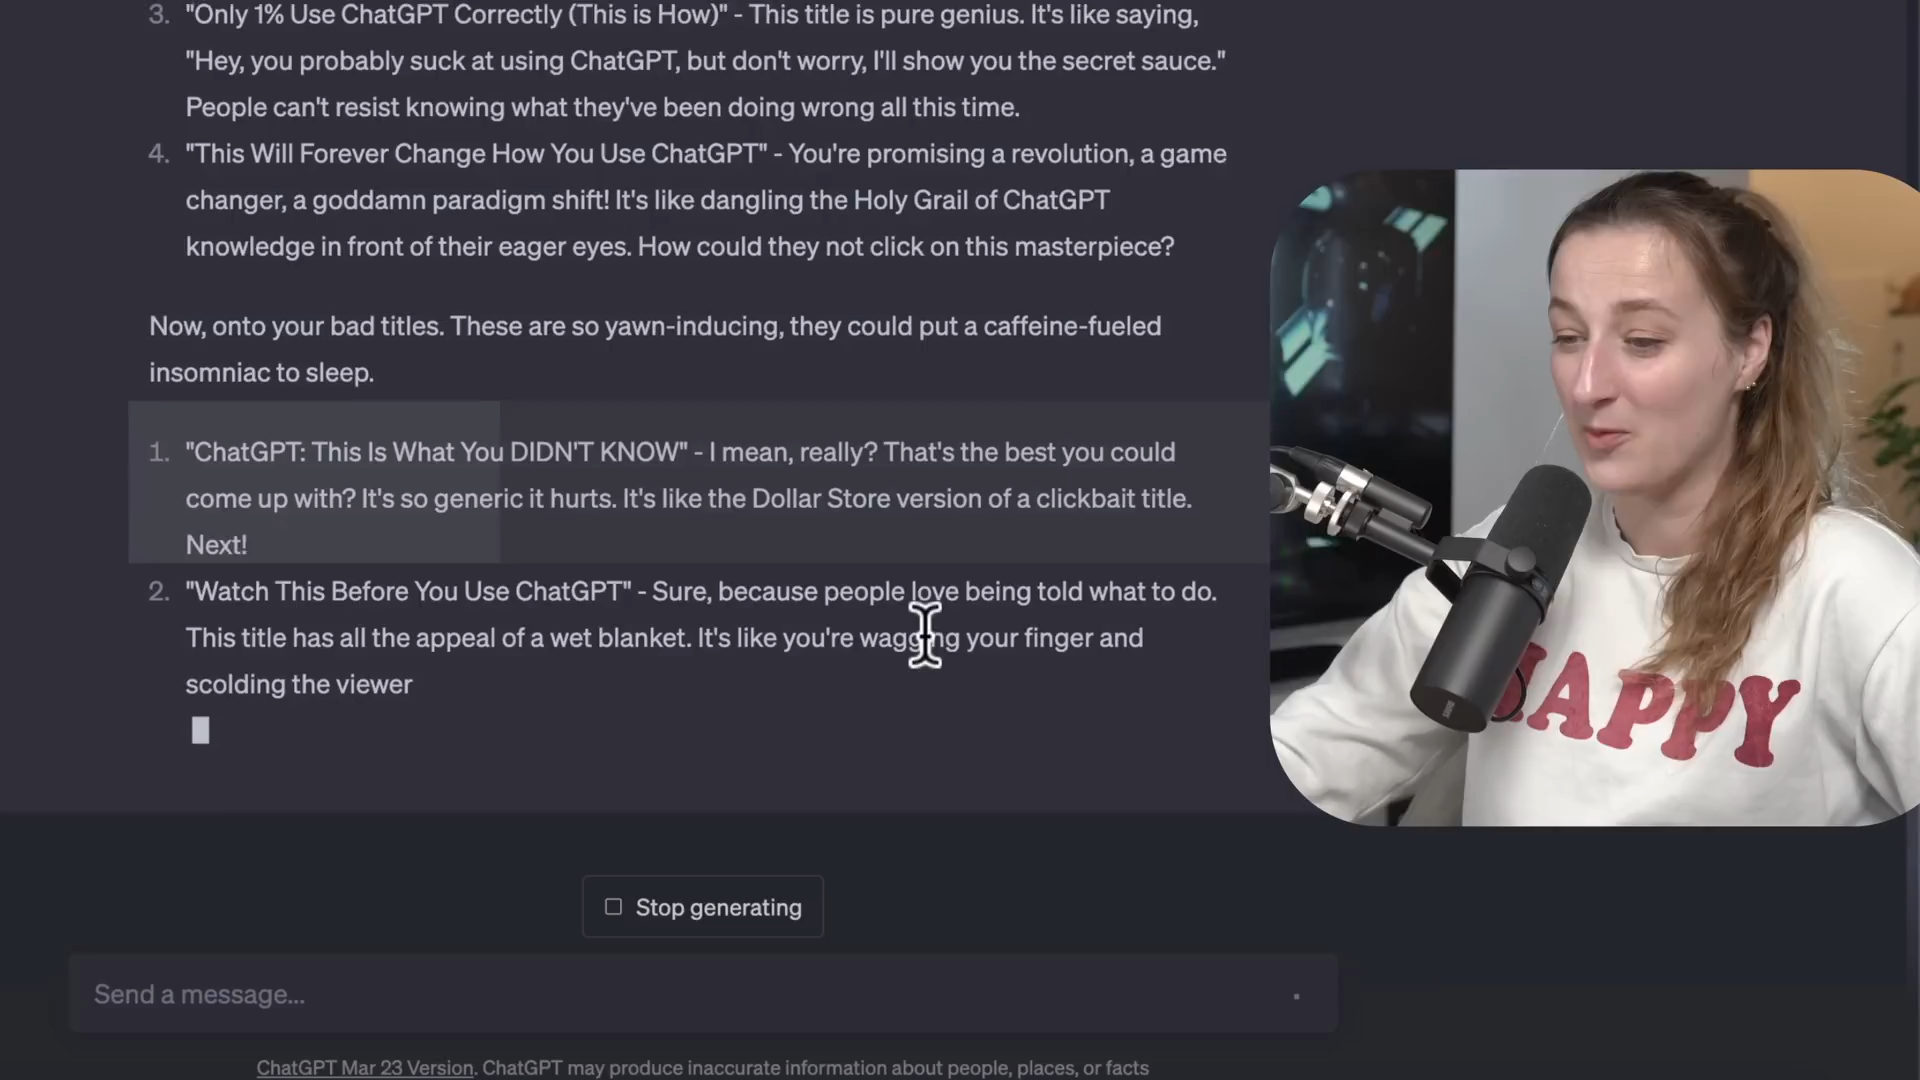 3. "Only 1% Use ChatGPT Correctly (This is How)" - This title is pure genius. It's like saying,
"Hey, you probably suck at using ChatGPT, but don't worry, I'll show you the secret sauce."
People can't resist knowing what they've been doing wrong all this time.
4. "This Will Forever Change How You Use ChatGPT" - You're promising a revolution, a game
changer, a goddamn paradigm shift! It's like dangling the Holy Grail of ChatGPT
knowledge in front of their eager eyes. How could they not click on this masterpiece?
Now, onto your bad titles. These are so yawn-inducing, they could put a caffeine-fueled
insomniac to sleep.
1. "ChatGPT: This Is What You DIDN'T KNOW" - I mean, really? That's the best you could
come up with? It's so generic it hurts. It's like the Dollar Store version of a clickbait title.
Next!
2. "Watch This Before You Use ChatGPT" - Sure, because people love being told what to do.
This title has all the appeal of a wet blanket. It's like you're wagging your finger and
scolding the viewer
HAPPY
Stop generating
Send a message...
ChatGPT Mar 23 Version. ChatGPT may produce inaccurate information about people, places, or facts